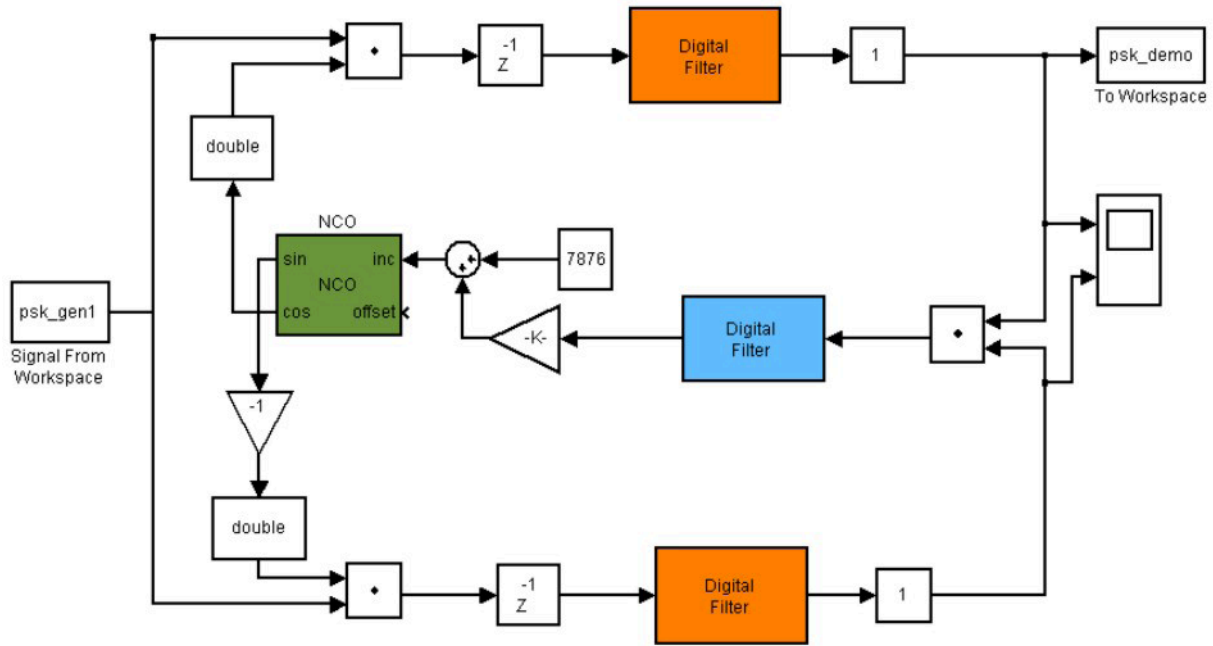 -1
Z
Digital
Filter
1
psk_demo
To Workspace
double
NCO
sin
inc
NCO
cos
offset
7876
psk_gen1
Signal From
Workspace
-K-
Digital
Filter
-1
double
-1
Z
Digital
Filter
1